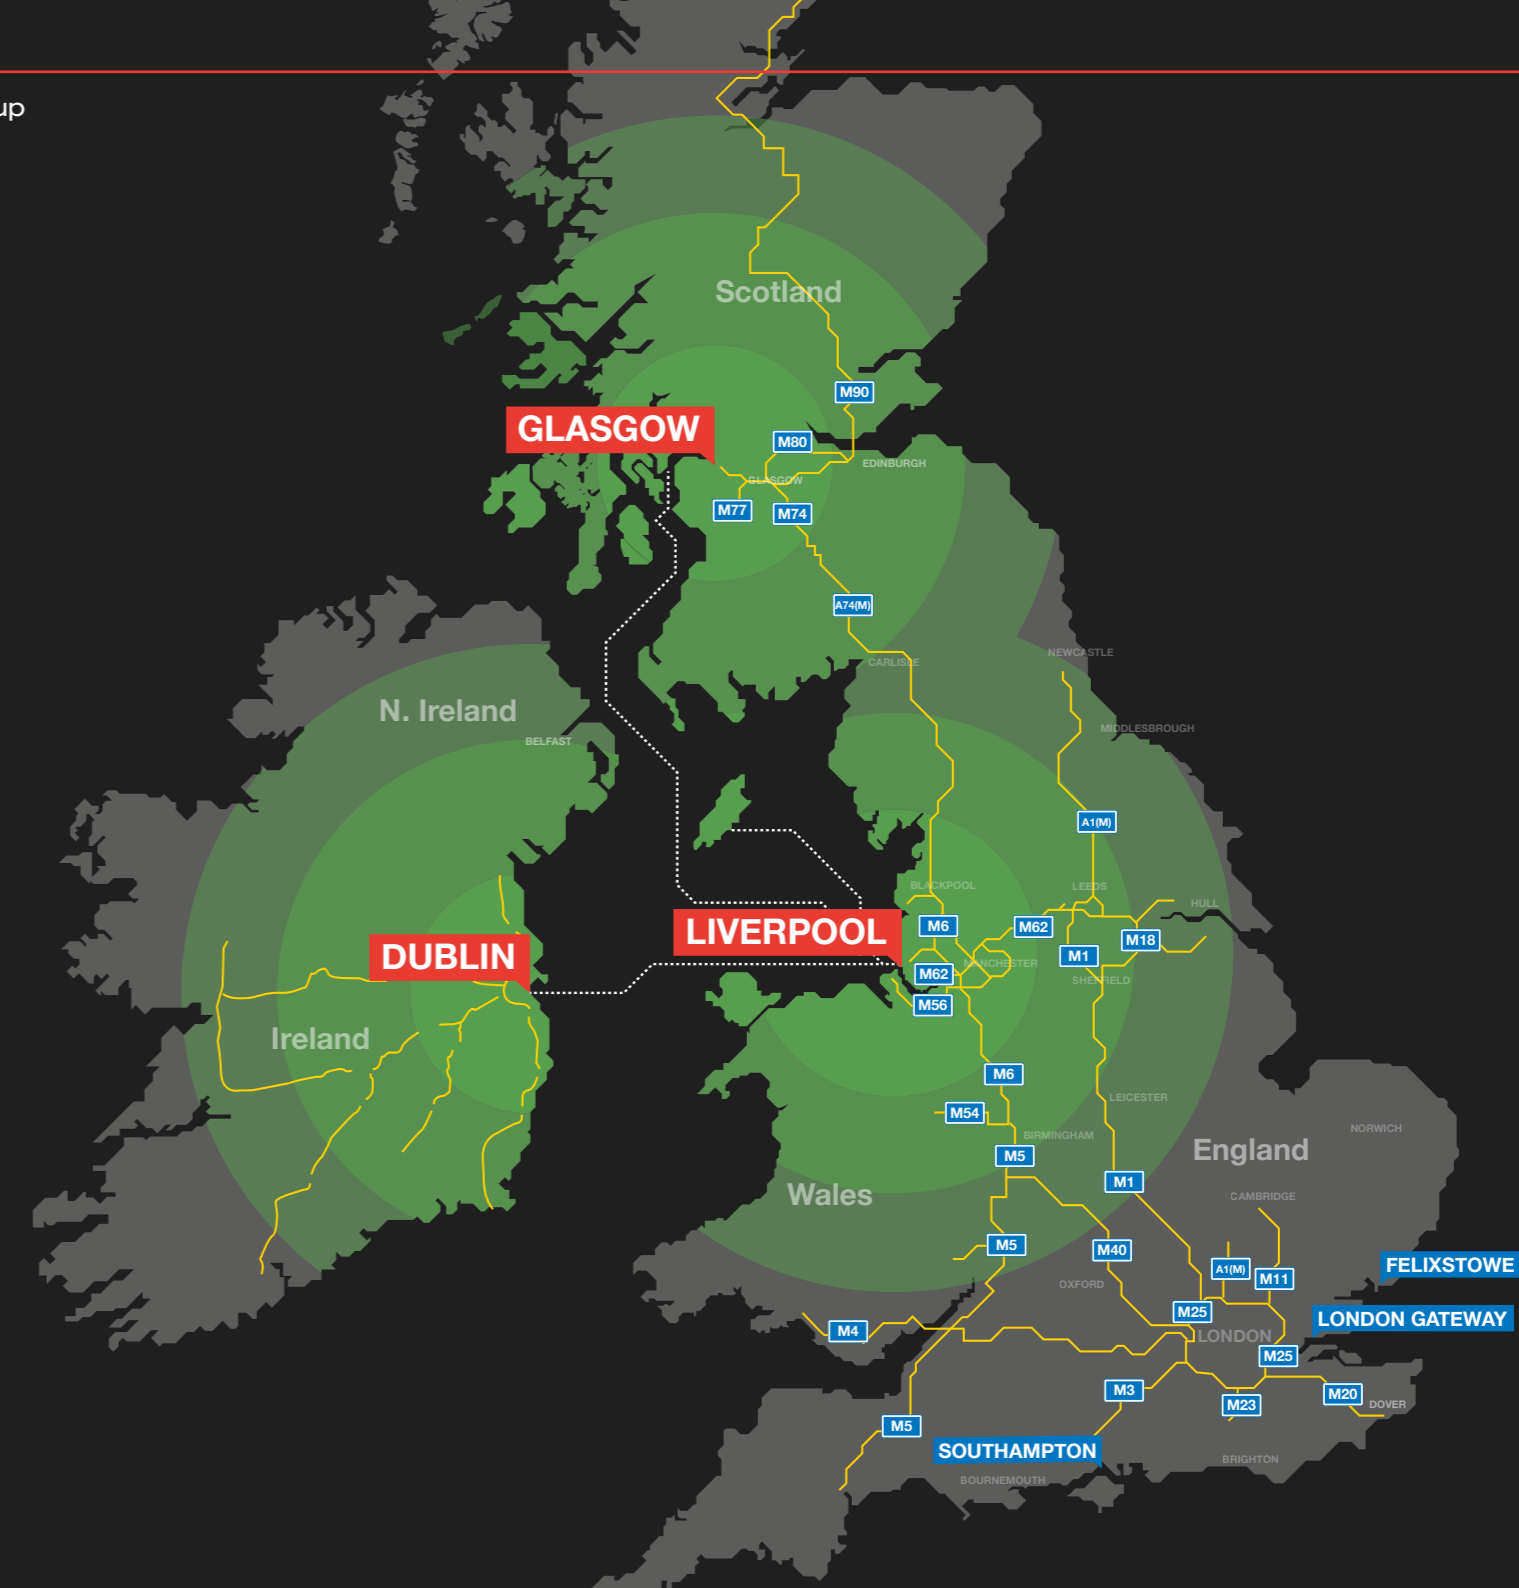 up
Scotland
M90
GLASGOW
M80
EDINBURGH
GLASGOW
M77
M74
A74(M)
NEWCASTLE
CARLISLE
N. Ireland
MIDDLESBROUGH
BELFAST
A1(M)
BLACKPOOL
LEEDS
HULL
LIVERPOOL
M6
M62
M18
DUBLIN
M1
MANCHESTER
M62
SHEFFIELD
M56
Ireland
M6
LEICESTER
M54
NORWICH
BIRMINGHAM
England
M5
M1
Wales
CAMBRIDGE
M5
M40
FELIXSTOWE
A1(M)
M11
OXFORD
M25
LONDON GATEWAY
M4
LONDON
M25
M3
M20
M23
DOVER
M5
SOUTHAMPTON
BRIGHTON
BOURNEMOUTH